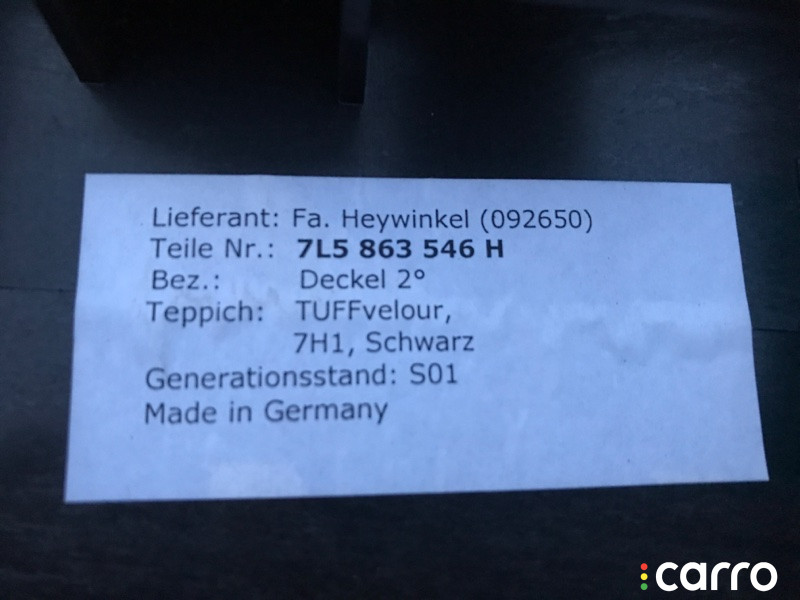 Lieferant: Fa. Heywinkel (092650)
Teile Nr.: 7L5 863 546 H
Bez.: Deckel 2°
Teppich: TUFFvelour,
7H1, Schwarz
Generationsstand: S01
Made in Germany
carro